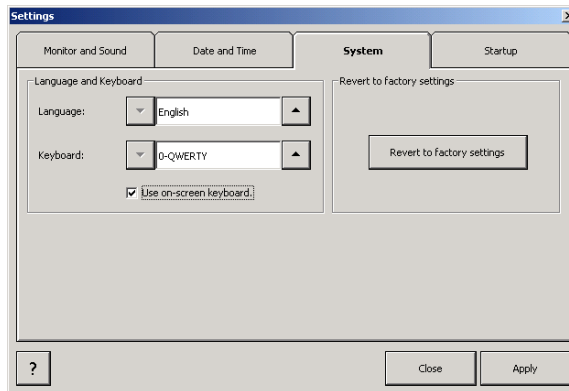 Settings
Monitor and Sound Date and Time System Startup
Language and Keyboard Revert to factory settings
Language: English
Keyboard: 0-QWERTY Revert to factory settings
Use on-screen keyboard.
? Close Apply